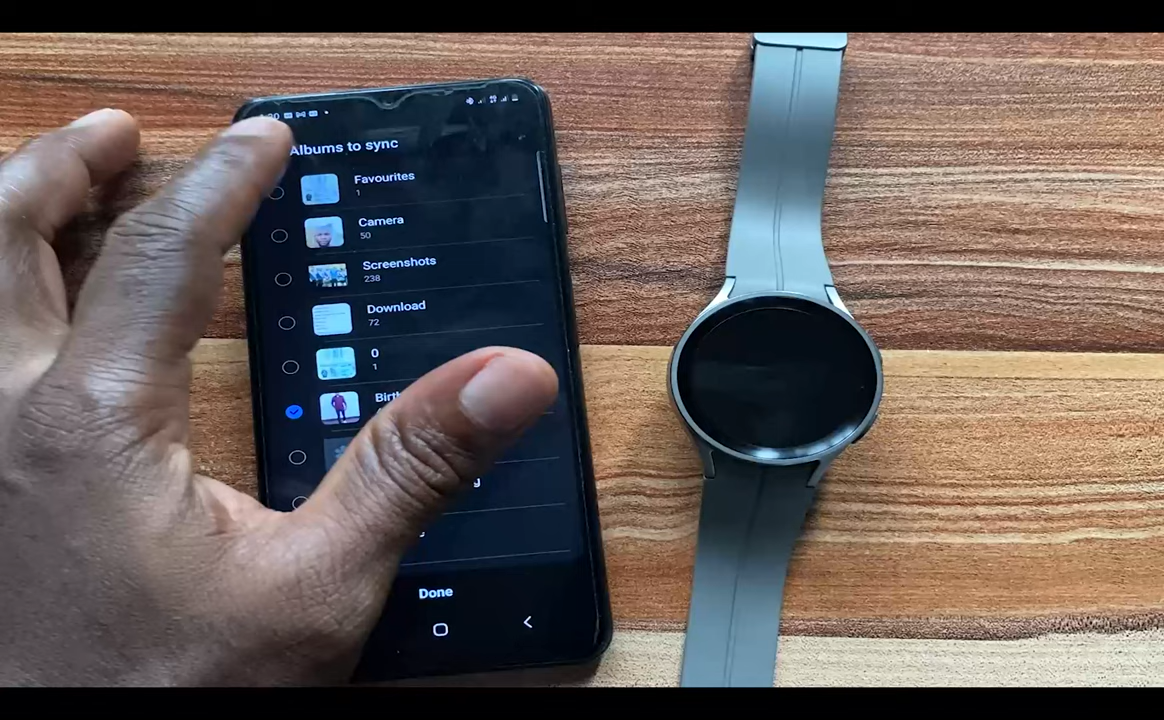 Albums to sync
Favourites
1
Camera
50
Screenshots
238
Download
72
0
1
Done